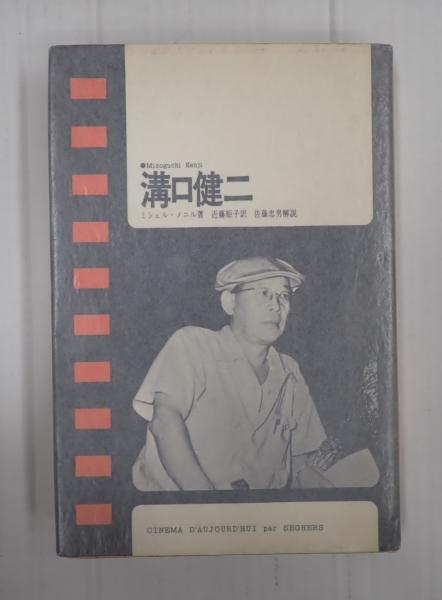 ●Mizoguchi Kenji
溝口健二
ミシェル・メニル著 近藤矩子訳 佐藤忠男解説
CINEMA D'AUJOURD'HUI par SEGHERS